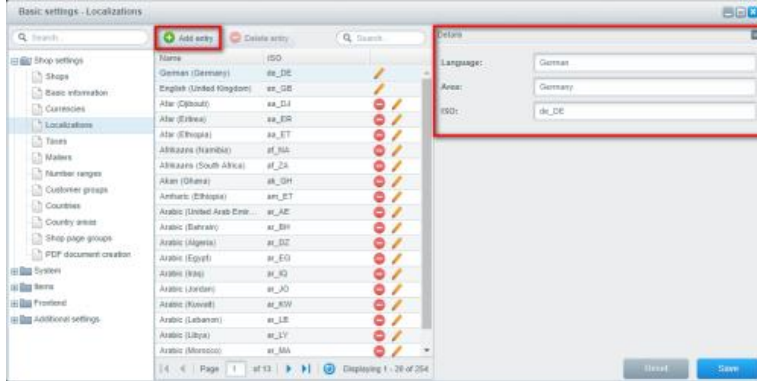 Basic settings - Localizations
Search...
Shop settings
Shops
Basic information
Currencies
Localizations
Taxes
Mailers
Number ranges
Customer groups
Countries
Country areas
Shop page groups
PDF document creation
System
Items
Frontend
Additional settings
Add entry
Delete entry
Search...
Name ISO
German (Germany) de_DE
English (United Kingdom) en_GB
Afar (Djibouti) aa_DJ
Afar (Eritrea) aa_ER
Afar (Ethiopia) aa_ET
Afrikaans (Namibia) af_NA
Afrikaans (South Africa) af_ZA
Akan (Ghana) ak_GH
Amharic (Ethiopia) am_ET
Arabic (United Arab Emir... ar_AE
Arabic (Bahrain) ar_BH
Arabic (Algeria) ar_DZ
Arabic (Egypt) ar_EG
Arabic (Iraq) ar_IQ
Arabic (Jordan) ar_JO
Arabic (Kuwait) ar_KW
Arabic (Lebanon) ar_LB
Arabic (Libya) ar_LY
Arabic (Morocco) ar_MA
Page 1 of 13 Displaying 1 - 20 of 254
Details
Language: German
Area: Germany
ISO: de_DE
Reset
Save